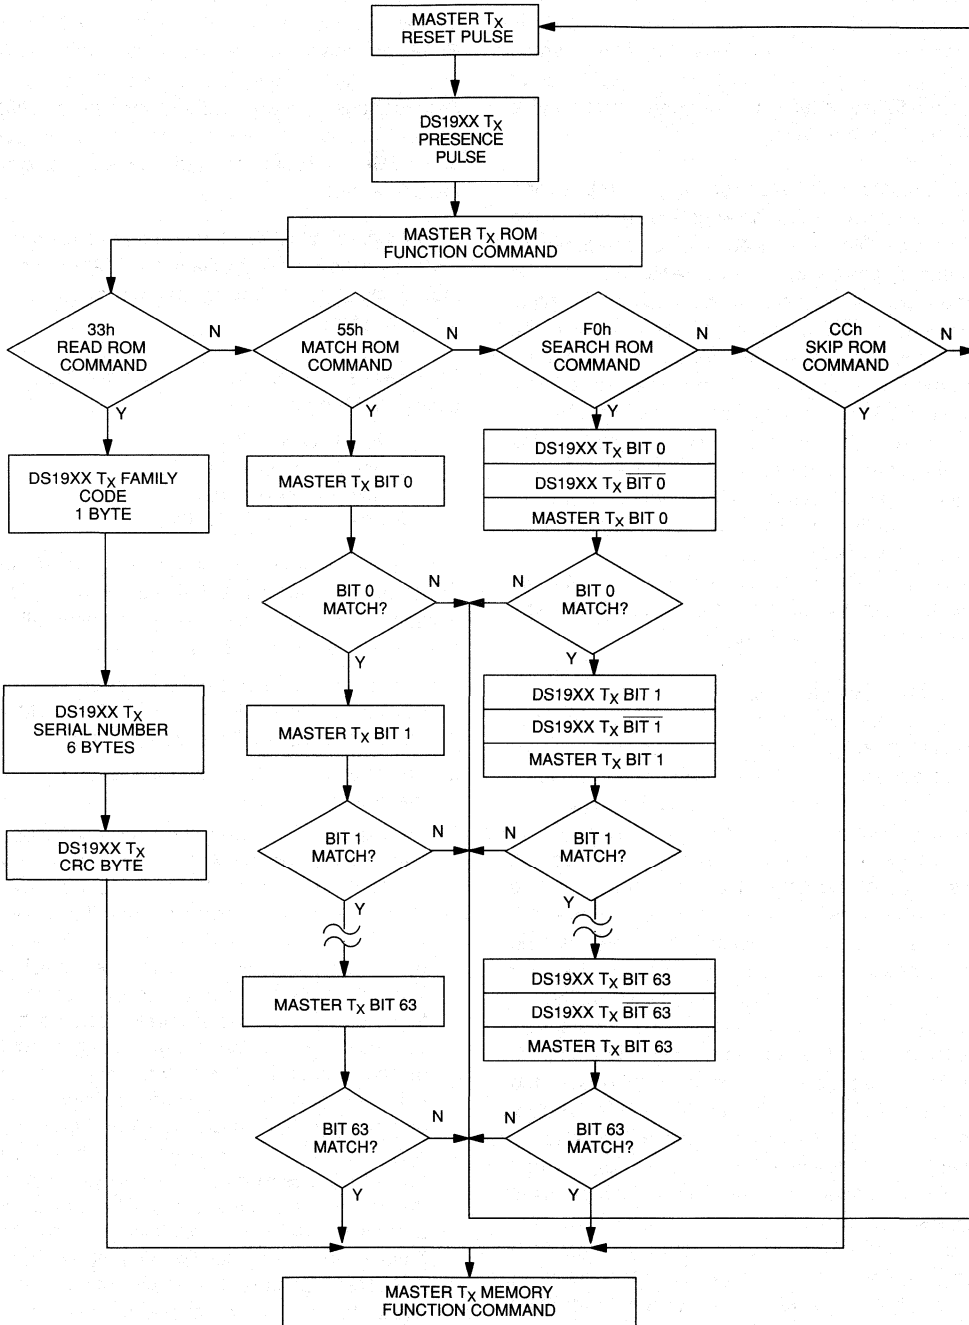 MASTER TX
RESET PULSE
DS19XX TX
PRESENCE
PULSE
MASTER TX ROM
FUNCTION COMMAND
33h
READ ROM
COMMAND
N
Y
55h
MATCH ROM
COMMAND
N
Y
F0h
SEARCH ROM
COMMAND
N
Y
CCh
SKIP ROM
COMMAND
N
Y
DS19XX TX FAMILY
CODE
1 BYTE
DS19XX TX
SERIAL NUMBER
6 BYTES
DS19XX TX
CRC BYTE
MASTER TX BIT 0
BIT 0
MATCH?
N
Y
MASTER TX BIT 1
BIT 1
MATCH?
N
Y
MASTER TX BIT 63
BIT 63
MATCH?
N
Y
DS19XX TX BIT 0
DS19XX TX BIT 0
MASTER TX BIT 0
BIT 0
MATCH?
N
Y
DS19XX TX BIT 1
DS19XX TX BIT 1
MASTER TX BIT 1
BIT 1
MATCH?
N
Y
DS19XX TX BIT 63
DS19XX TX BIT 63
MASTER TX BIT 63
BIT 63
MATCH?
N
Y
MASTER TX MEMORY
FUNCTION COMMAND